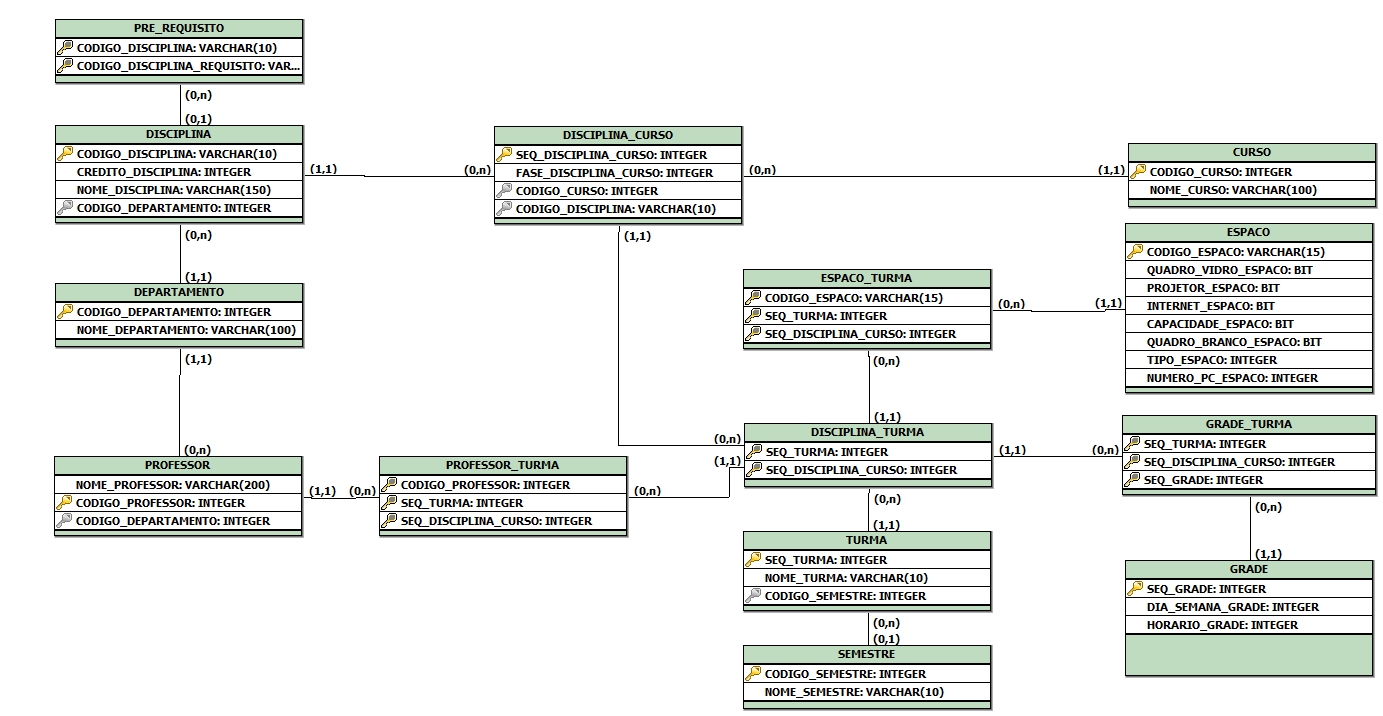 PRE_REQUISITO
CODIGO_DISCIPLINA: VARCHAR(10)
CODIGO_DISCIPLINA_REQUISITO: VAR...
(0,n)
(0,1)
DISCIPLINA
CODIGO_DISCIPLINA: VARCHAR(10)
CREDITO_DISCIPLINA: INTEGER
NOME_DISCIPLINA: VARCHAR(150)
CODIGO_DEPARTAMENTO: INTEGER
(1,1)
(0,n)
DISCIPLINA_CURSO
SEQ_DISCIPLINA_CURSO: INTEGER
FASE_DISCIPLINA_CURSO: INTEGER
CODIGO_CURSO: INTEGER
CODIGO_DISCIPLINA: VARCHAR(10)
(0,n)
(1,1)
CURSO
CODIGO_CURSO: INTEGER
NOME_CURSO: VARCHAR(100)
(0,n)
(1,1)
DEPARTAMENTO
CODIGO_DEPARTAMENTO: INTEGER
NOME_DEPARTAMENTO: VARCHAR(100)
(1,1)
(0,n)
(1,1)
(0,n)
ESPACO_TURMA
CODIGO_ESPACO: VARCHAR(15)
SEQ_TURMA: INTEGER
SEQ_DISCIPLINA_CURSO: INTEGER
(0,n)
(1,1)
ESPACO
CODIGO_ESPACO: VARCHAR(15)
QUADRO_VIDRO_ESPACO: BIT
PROJETOR_ESPACO: BIT
INTERNET_ESPACO: BIT
CAPACIDADE_ESPACO: BIT
QUADRO_BRANCO_ESPACO: BIT
TIPO_ESPACO: INTEGER
NUMERO_PC_ESPACO: INTEGER
(0,n)
(1,1)
PROFESSOR
NOME_PROFESSOR: VARCHAR(200)
CODIGO_PROFESSOR: INTEGER
CODIGO_DEPARTAMENTO: INTEGER
(1,1)
(0,n)
PROFESSOR_TURMA
CODIGO_PROFESSOR: INTEGER
SEQ_TURMA: INTEGER
SEQ_DISCIPLINA_CURSO: INTEGER
(0,n)
(1,1)
DISCIPLINA_TURMA
SEQ_TURMA: INTEGER
SEQ_DISCIPLINA_CURSO: INTEGER
(1,1)
(0,n)
GRADE_TURMA
SEQ_TURMA: INTEGER
SEQ_DISCIPLINA_CURSO: INTEGER
SEQ_GRADE: INTEGER
(0,n)
(1,1)
TURMA
SEQ_TURMA: INTEGER
NOME_TURMA: VARCHAR(10)
CODIGO_SEMESTRE: INTEGER
(0,n)
(0,1)
SEMESTRE
CODIGO_SEMESTRE: INTEGER
NOME_SEMESTRE: VARCHAR(10)
(0,n)
(1,1)
GRADE
SEQ_GRADE: INTEGER
DIA_SEMANA_GRADE: INTEGER
HORARIO_GRADE: INTEGER